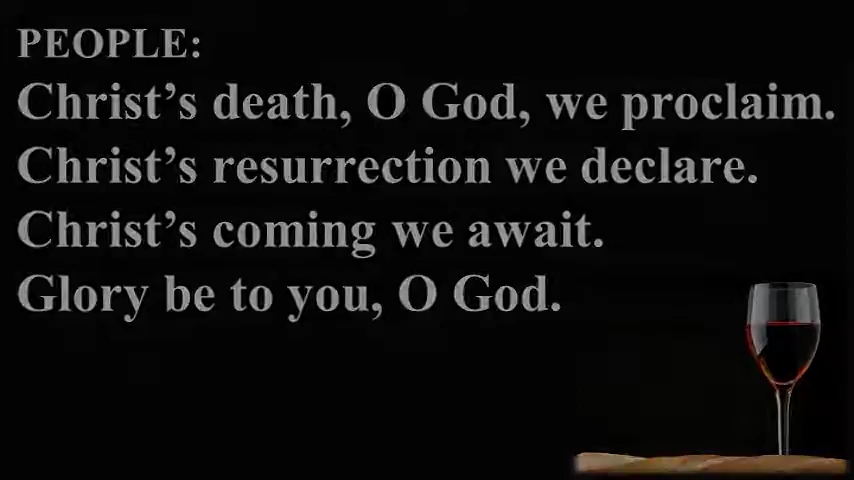 PEOPLE:
Christ’s death, O God, we proclaim.
Christ’s resurrection we declare.
Christ’s coming we await.
Glory be to you, O God.